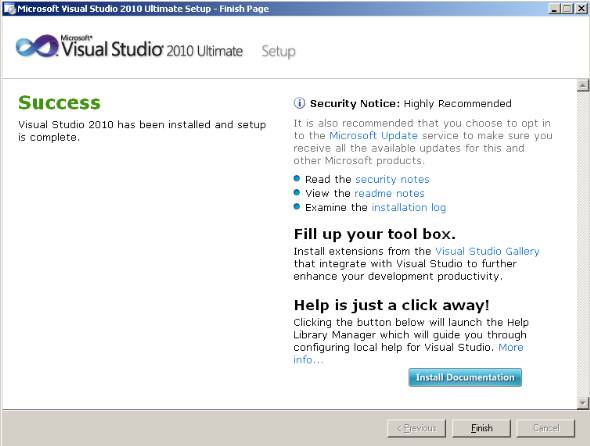 Microsoft Visual Studio 2010 Ultimate Setup - Finish Page
Microsoft®
Visual Studio® 2010 Ultimate Setup
Success
Visual Studio 2010 has been installed and setup
is complete.
Security Notice: Highly Recommended
It is also recommended that you choose to opt in
to the Microsoft Update service to make sure you
receive all the available updates for this and
other Microsoft products.
Read the security notes
View the readme notes
Examine the installation log
Fill up your tool box.
Install extensions from the Visual Studio Gallery
that integrate with Visual Studio to further
enhance your development productivity.
Help is just a click away!
Clicking the button below will launch the Help
Library Manager which will guide you through
configuring local help for Visual Studio. More
info...
Install Documentation
< Previous
Finish
Cancel